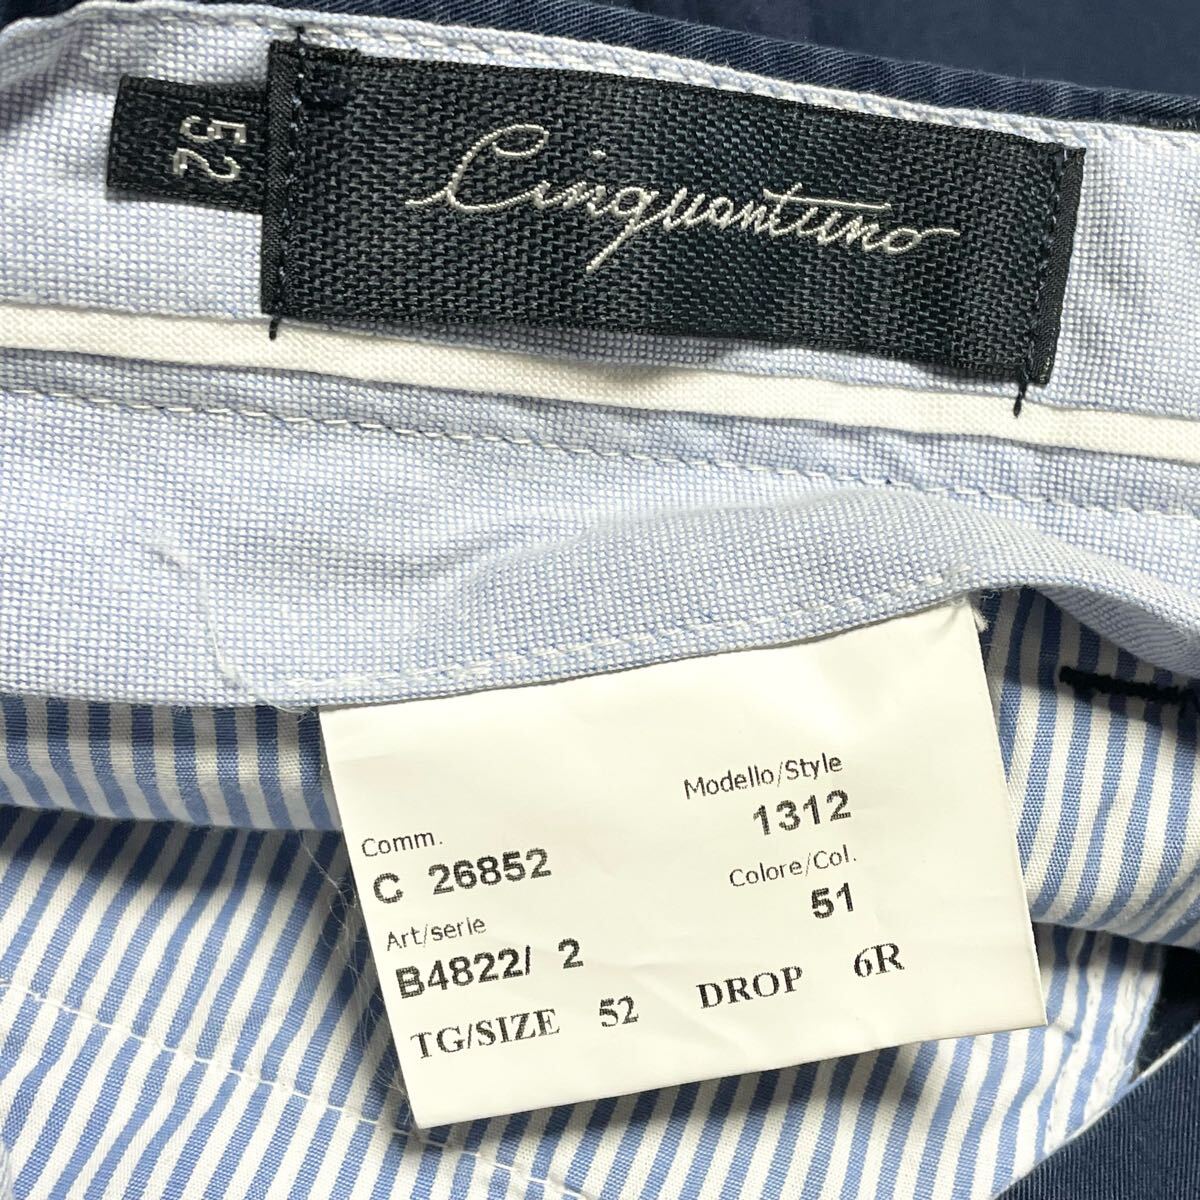 52
Cinquantuno
Modello/Style
1312
Comm.
C 26852
Colore/Col.
51
Art/serie
B4822/ 2
TG/SIZE 52 DROP 6R